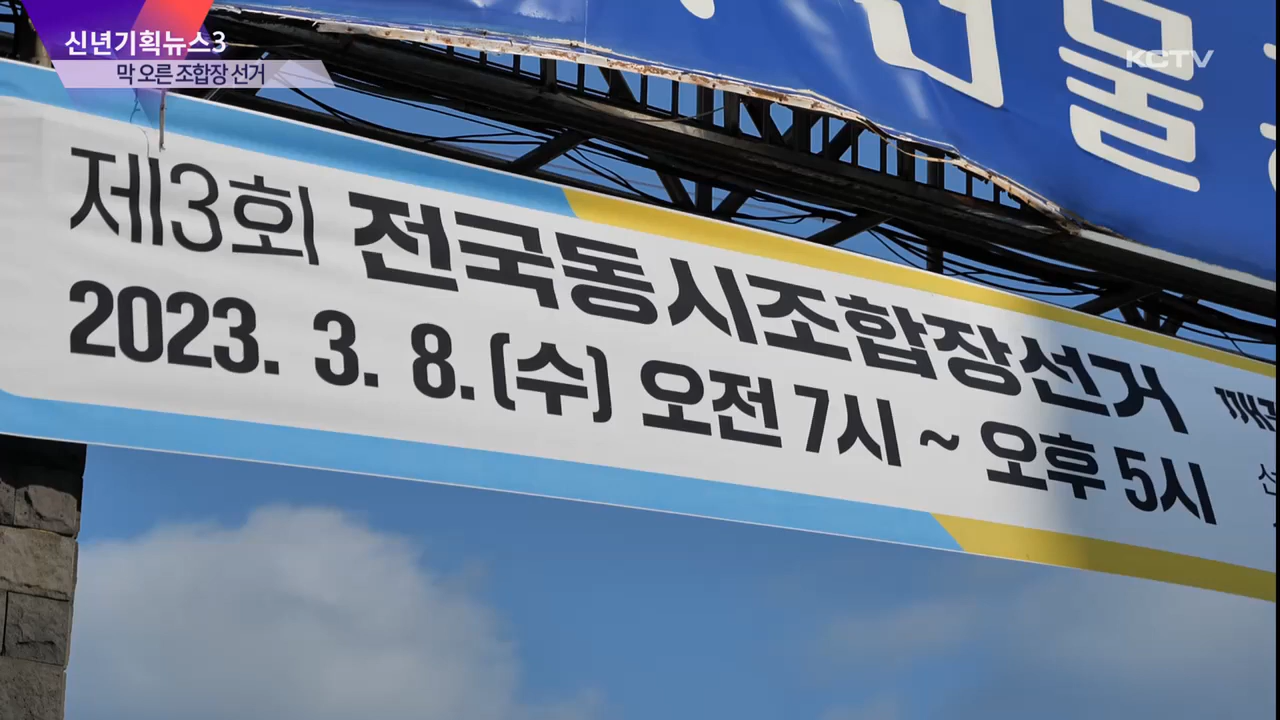 신년기획뉴스3
막 오른 조합장 선거
KCTV
물
제3회 전국동시조합장선거
2023. 3. 8.(수) 오전 7시 ~ 오후 5시